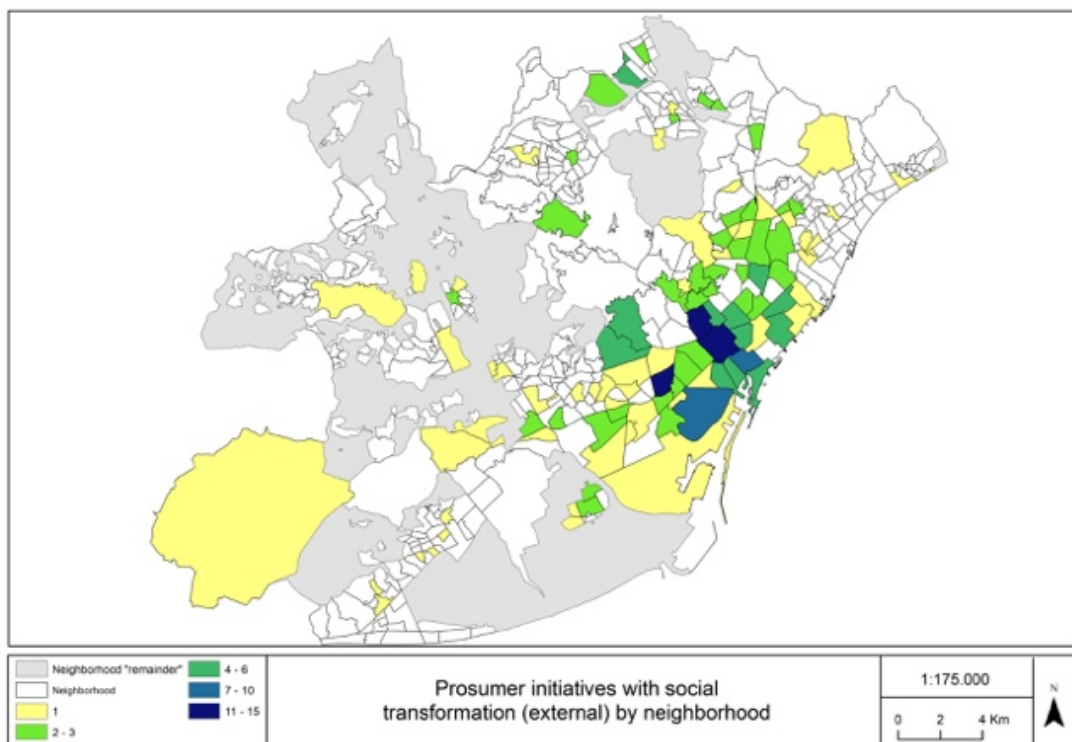 Neighborhood "remainder"
Neighborhood
1
2 - 3
4 - 6
7 - 10
11 - 15
Prosumer initiatives with social
transformation (external) by neighborhood
1:175.000
0 2 4 Km
N